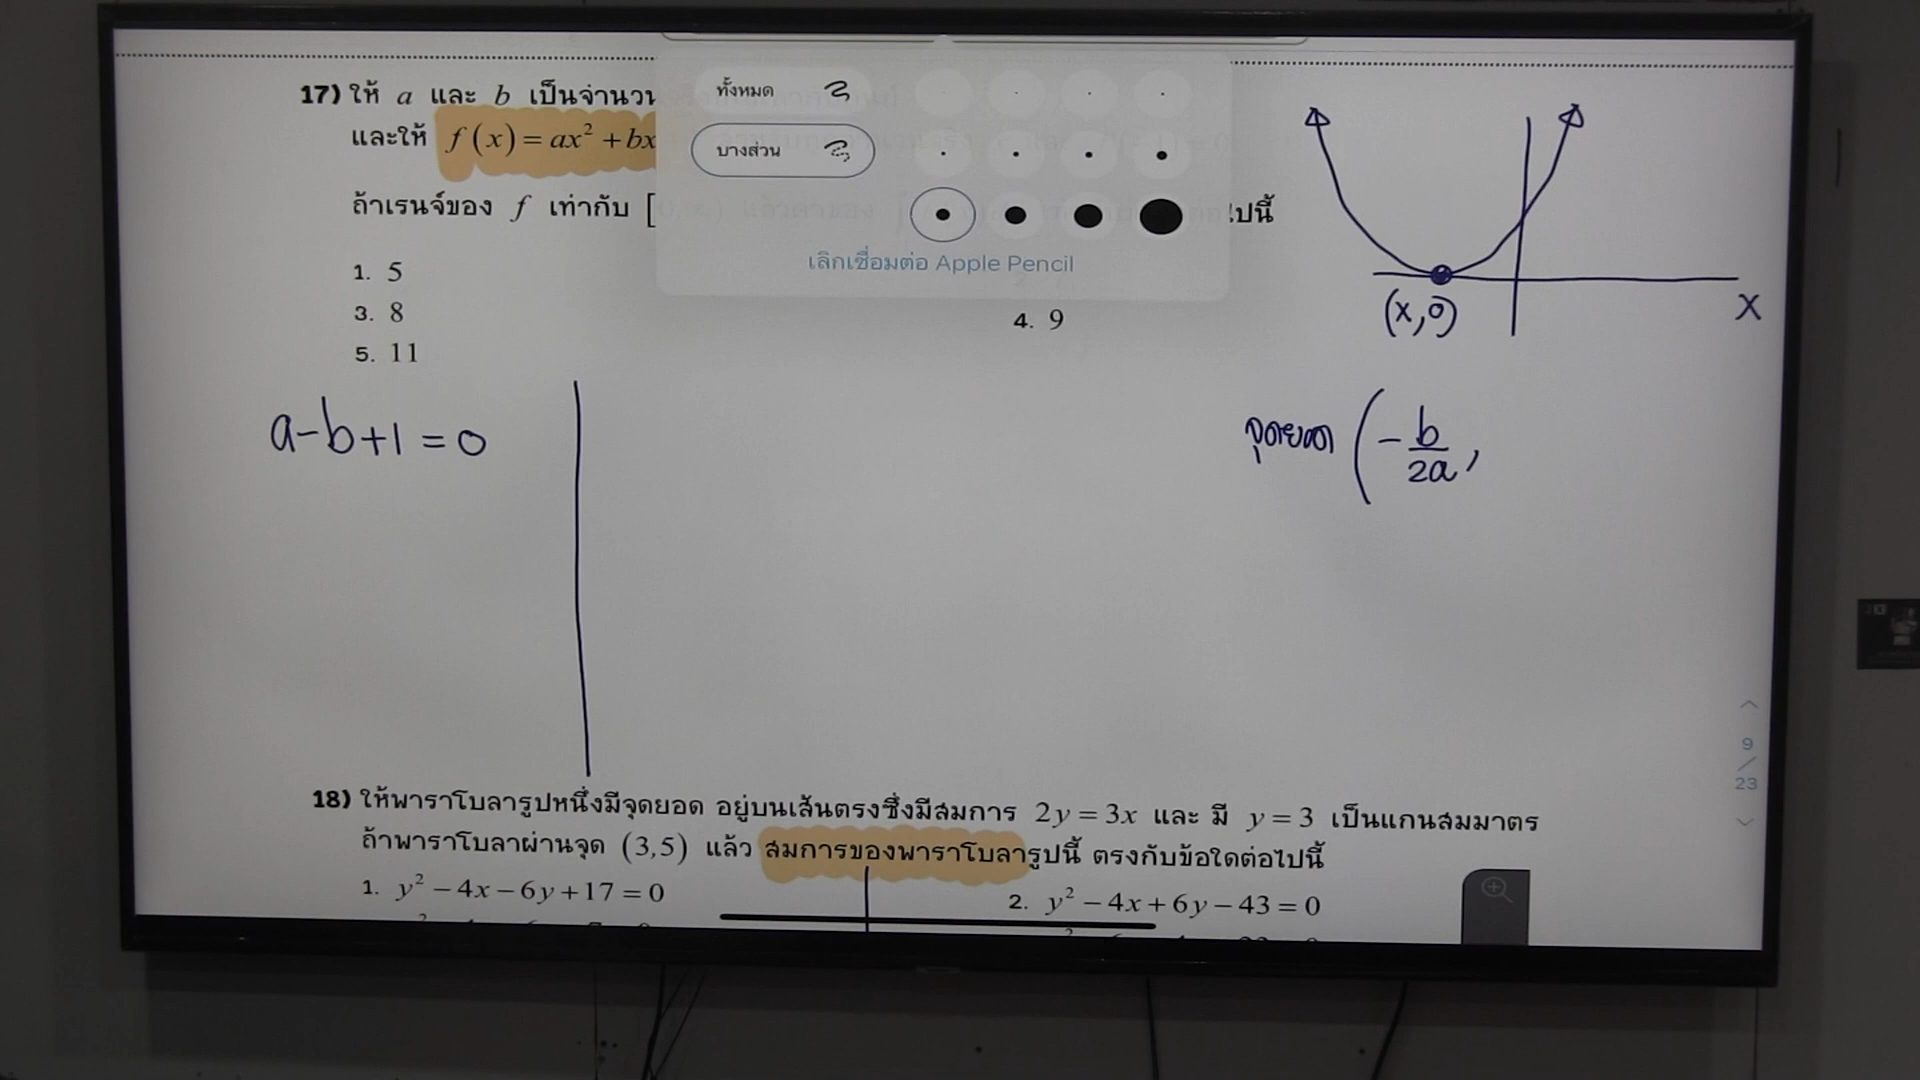 17) ให้ a และ b เป็นจำนวน
และให้ f(x) = ax² + bx
ถ้าเรนจ์ของ f เท่ากับ [
ปนี้
1. 5
3. 8
4. 9
5. 11
ทั้งหมด
บางส่วน
เลิกเชื่อมต่อ Apple Pencil
(x,0)
X
a-b+1 = 0
จุดยอด (-b/2a,
18) ให้พาราโบลารูปหนึ่งมีจุดยอด อยู่บนเส้นตรงซึ่งมีสมการ 2y = 3x และ มี y = 3 เป็นแกนสมมาตร
ถ้าพาราโบลาผ่านจุด (3,5) แล้ว สมการของพาราโบลารูปนี้ ตรงกับข้อใดต่อไปนี้
1. y² − 4x − 6y + 17 = 0
2. y² − 4x + 6y − 43 = 0
9
/
23